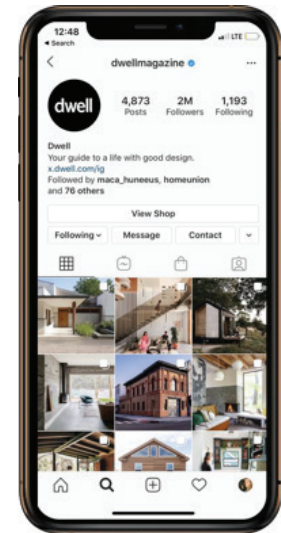 12:48
Search
LTE
dwellmagazine
dwell
4,873 2M 1,193
Posts Followers Following
Dwell
Your guide to a life with good design.
x.dwell.com/ig
Followed by maca_huneeus, homeunion
and 76 others
View Shop
Following Message Contact